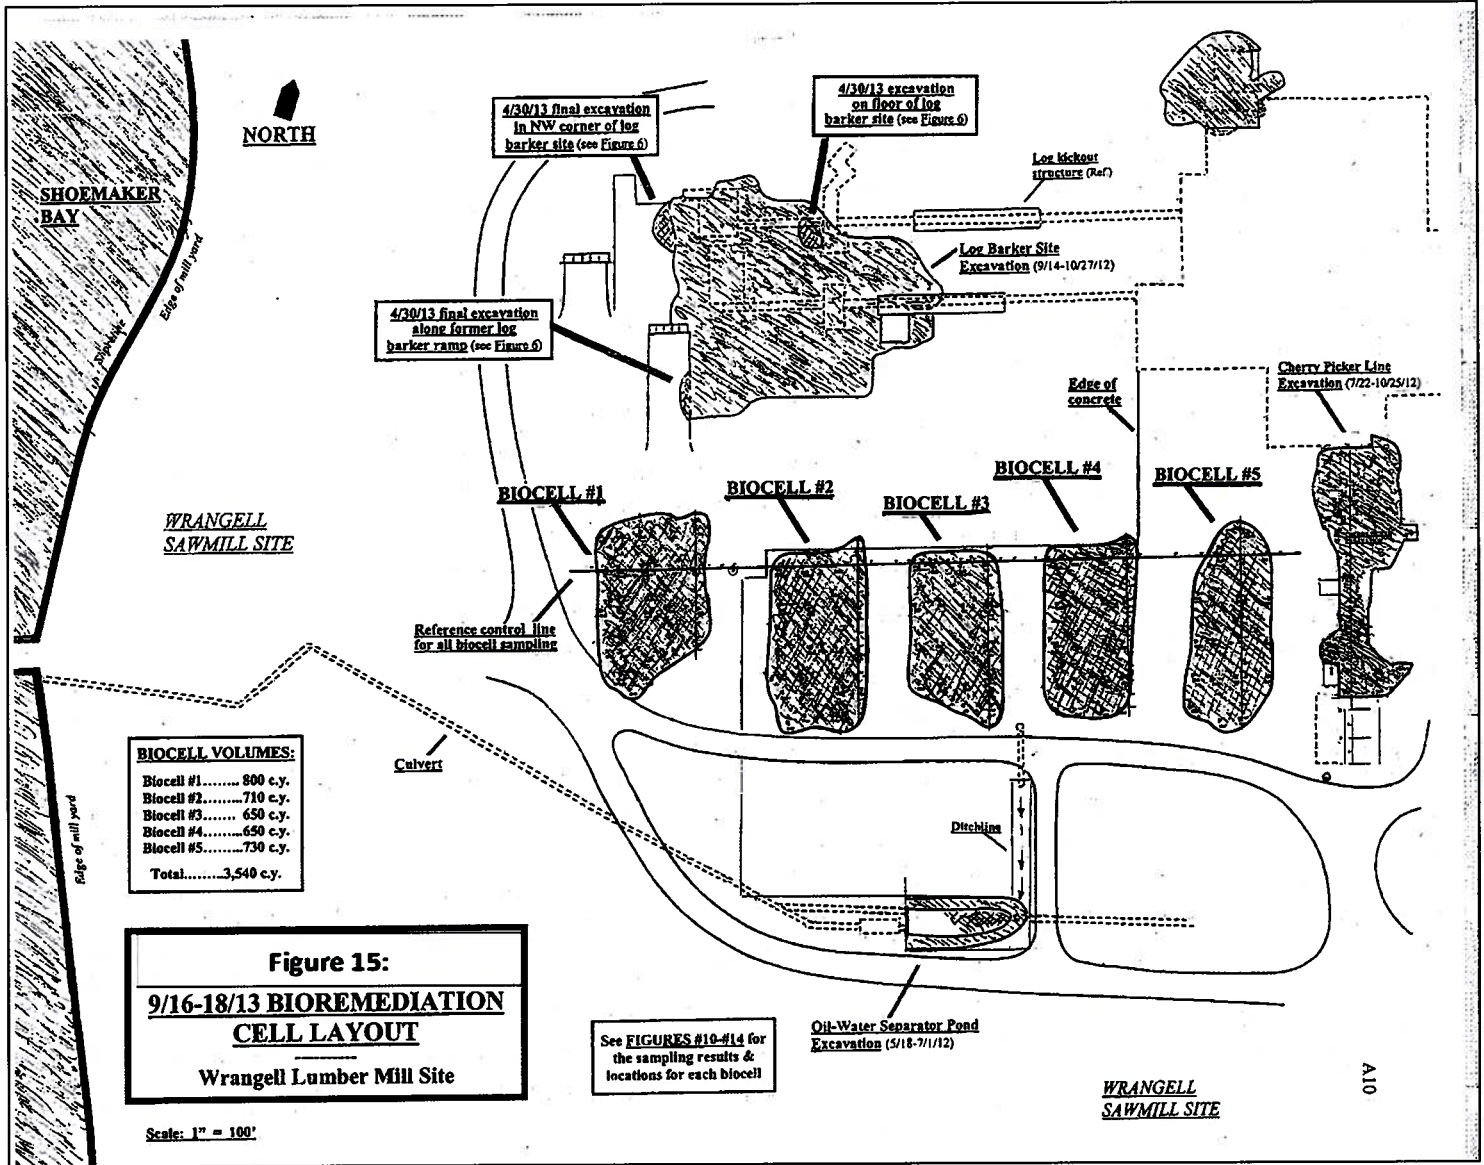 4/30/13 final excavation
in NW corner of log
barker site (see Figure 6)
4/30/13 excavation
on floor of log
barker site (see Figure 6)
NORTH
SHOEMAKER
BAY
Edge of mill yard
Log kickout
structure (Ref.)
Log Barker Site
Excavation (9/14-10/27/12)
4/30/13 final excavation
along former log
barker ramp (see Figure 6)
Edge of
concrete
Cherry Picker Line
Excavation (7/22-10/25/12)
BIOCELL #1
BIOCELL #2
BIOCELL #3
BIOCELL #4
BIOCELL #5
WRANGELL
SAWMILL SITE
Reference control line
for all biocell sampling
Culvert
BIOCELL VOLUMES:
Biocell #1........ 800 c.y.
Biocell #2.........710 c.y.
Biocell #3....... 650 c.y.
Biocell #4.........650 c.y.
Biocell #5.........730 c.y.
Total.........3,540 c.y.
Edge of mill yard
Ditchline
Figure 15:
9/16-18/13 BIOREMEDIATION
CELL LAYOUT
Wrangell Lumber Mill Site
See FIGURES #10-#14 for
the sampling results &
locations for each biocell
Oil-Water Separator Pond
Excavation (5/18-7/1/12)
WRANGELL
SAWMILL SITE
A10
Scale: 1" = 100'